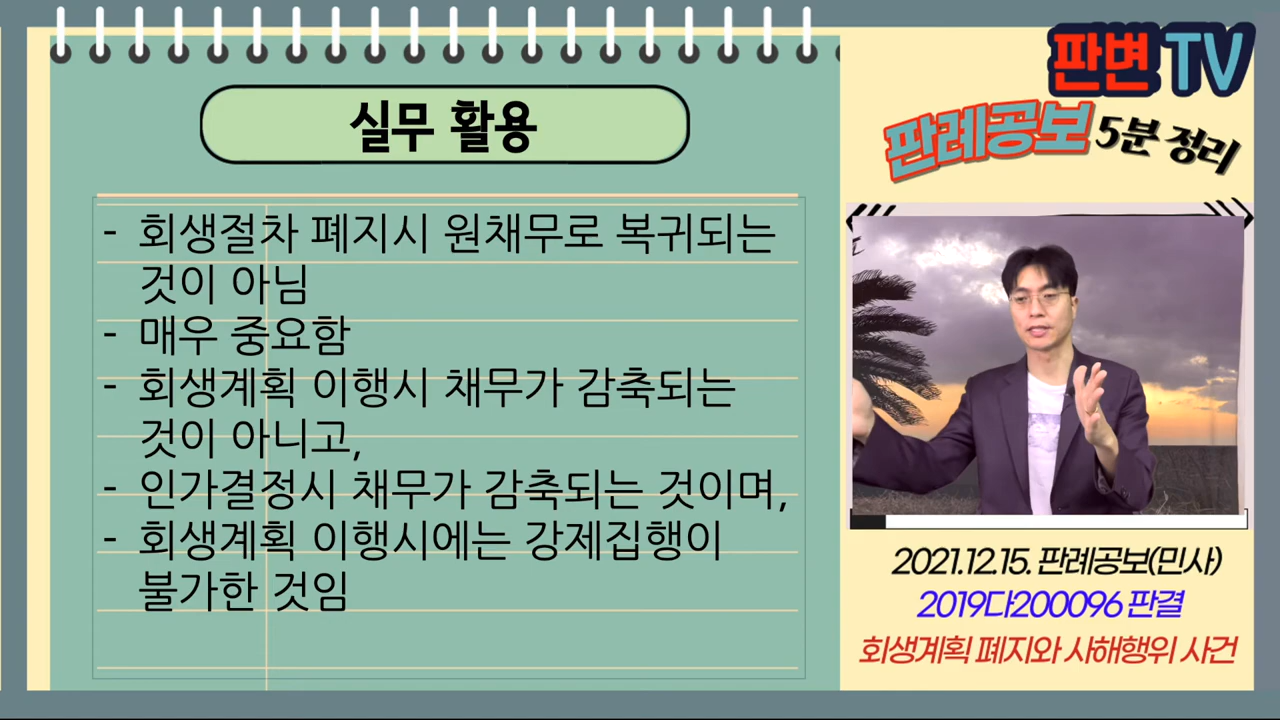 실무 활용
- 회생절차 폐지시 원채무로 복귀되는
것이 아님
- 매우 중요함
- 회생계획 이행시 채무가 감축되는
것이 아니고,
- 인가결정시 채무가 감축되는 것이며,
- 회생계획 이행시에는 강제집행이
불가한 것임
판변 TV
판례공보 5분 정리
2021.12.15. 판례공보(민사)
2019다200096 판결
회생계획 폐지와 사해행위 사건